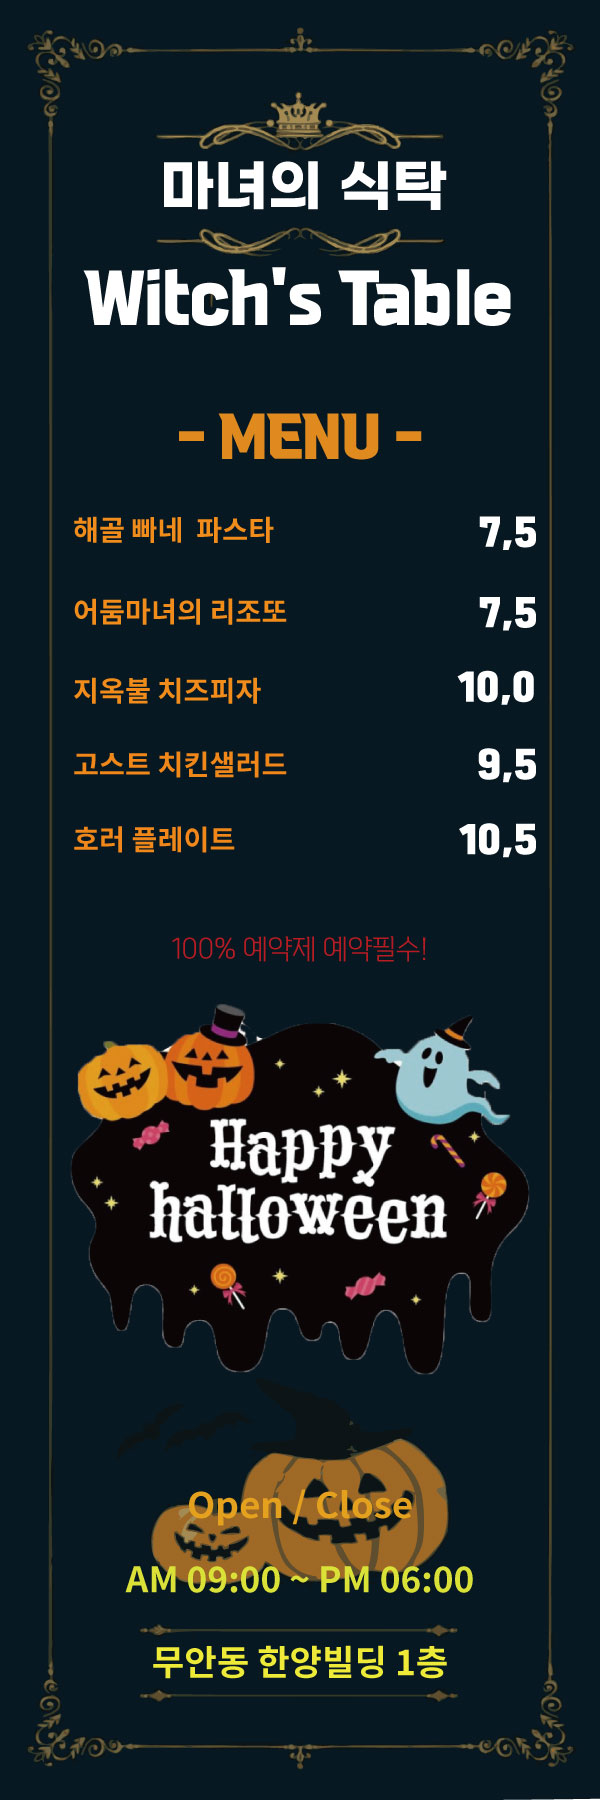 마녀의 식탁
Witch's Table
- MENU -
해골 빠네 파스타 7,5
어둠마녀의 리조또 7,5
지옥불 치즈피자 10,0
고스트 치킨샐러드 9,5
호러 플레이트 10,5
100% 예약제 예약필수!
Happy
halloween
Open / Close
AM 09:00 ~ PM 06:00
무안동 한양빌딩 1층